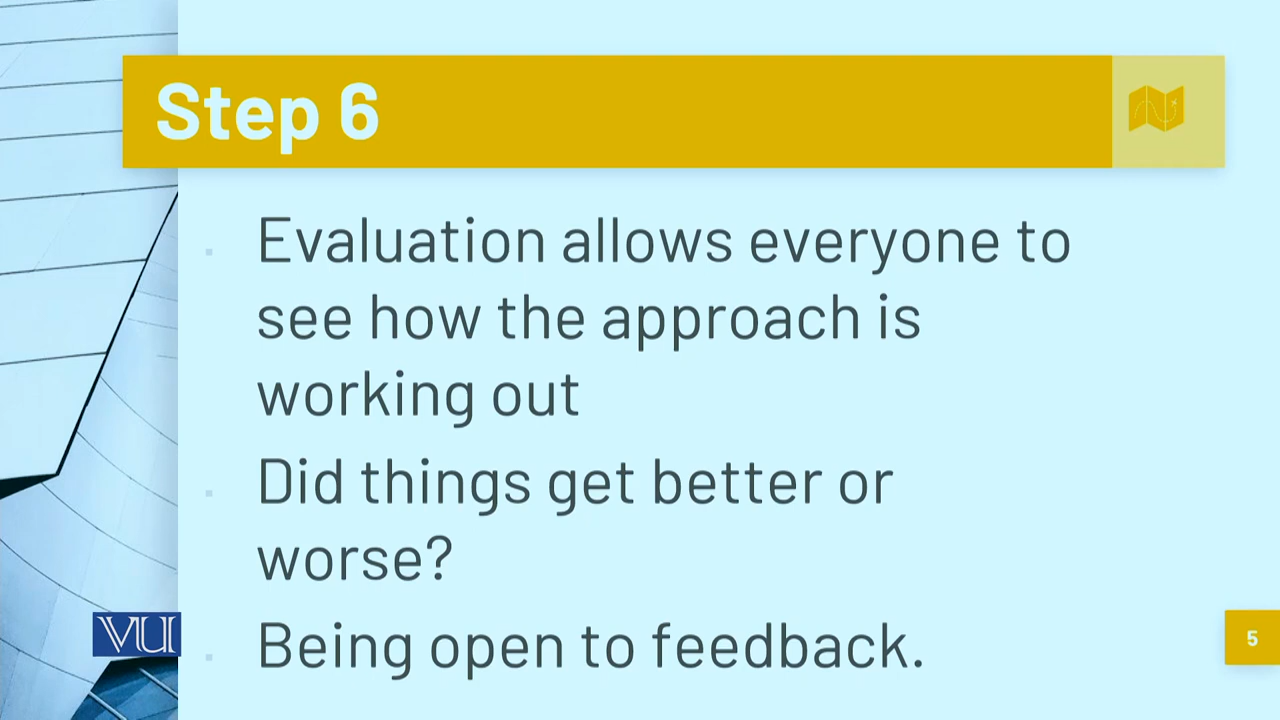 Step 6
Evaluation allows everyone to
see how the approach is
working out
Did things get better or
worse?
Being open to feedback.
VU
5